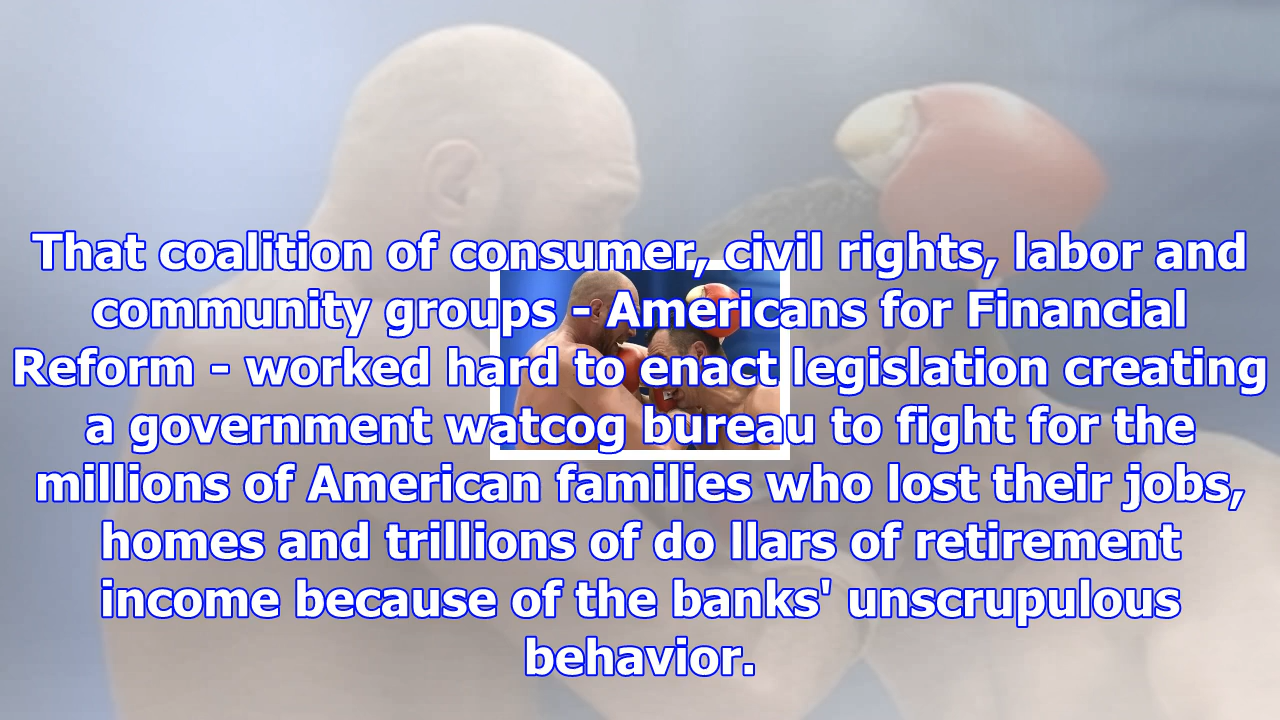 That coalition of consumer, civil rights, labor and
community groups - Americans for Financial
Reform - worked hard to enact legislation creating
a government watcog bureau to fight for the
millions of American families who lost their jobs,
homes and trillions of do llars of retirement
income because of the banks' unscrupulous
behavior.